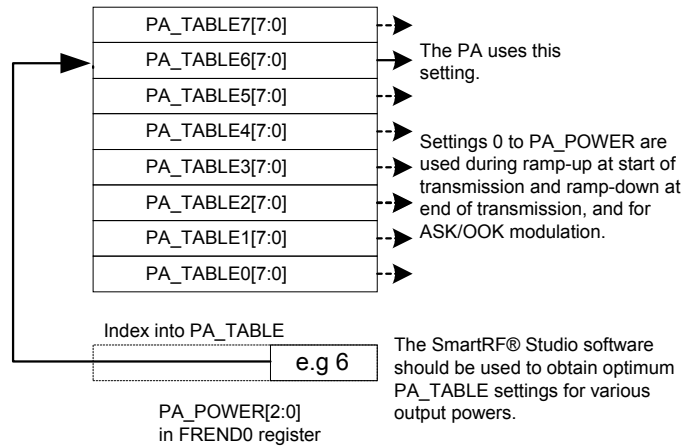 PA_TABLE7[7:0]
PA_TABLE6[7:0]
PA_TABLE5[7:0]
PA_TABLE4[7:0]
PA_TABLE3[7:0]
PA_TABLE2[7:0]
PA_TABLE1[7:0]
PA_TABLE0[7:0]
The PA uses this
setting.
Settings 0 to PA_POWER are
used during ramp-up at start of
transmission and ramp-down at
end of transmission, and for
ASK/OOK modulation.
Index into PA_TABLE
e.g 6
PA_POWER[2:0]
in FREND0 register
The SmartRF® Studio software
should be used to obtain optimum
PA_TABLE settings for various
output powers.